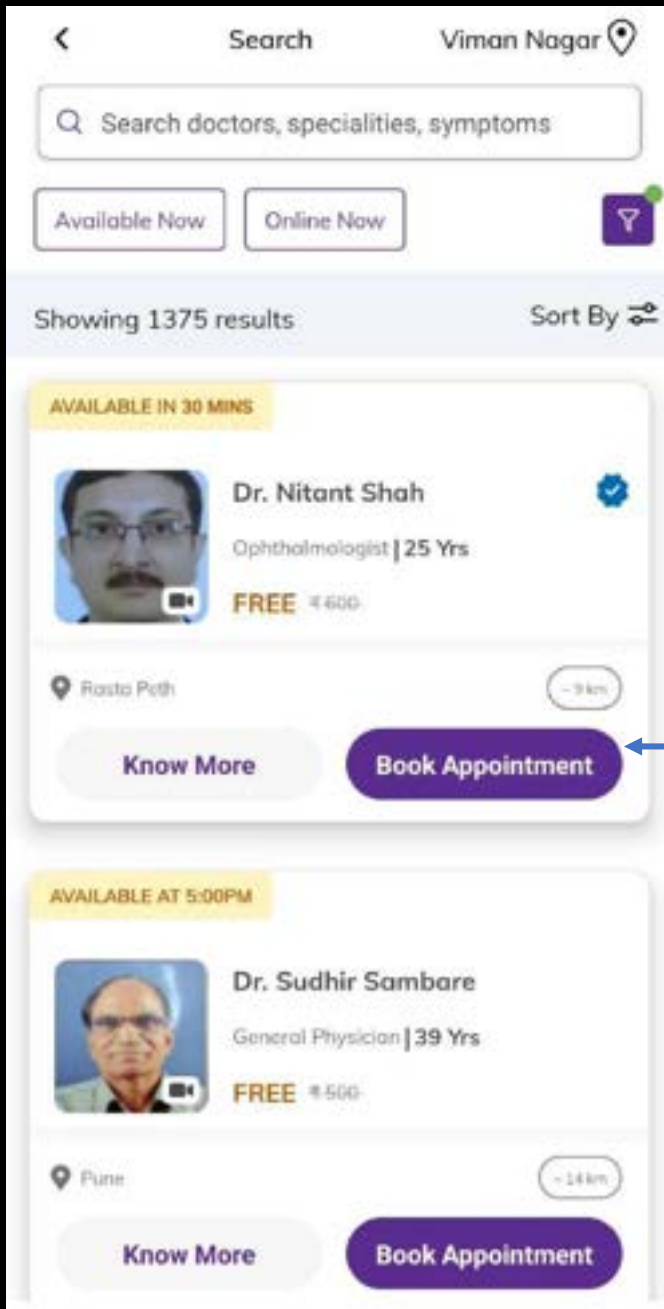 Search
Viman Nagar
Search doctors, specialities, symptoms
Available Now
Online Now
Showing 1375 results
Sort By
AVAILABLE IN 30 MINS
Dr. Nitant Shah
Ophthalmologist | 25 Yrs
FREE ₹600
Rasta Peth
~ 9 km
Know More
Book Appointment
AVAILABLE AT 5:00PM
Dr. Sudhir Sambare
General Physician | 39 Yrs
FREE ₹500
Pune
~ 14 km
Know More
Book Appointment